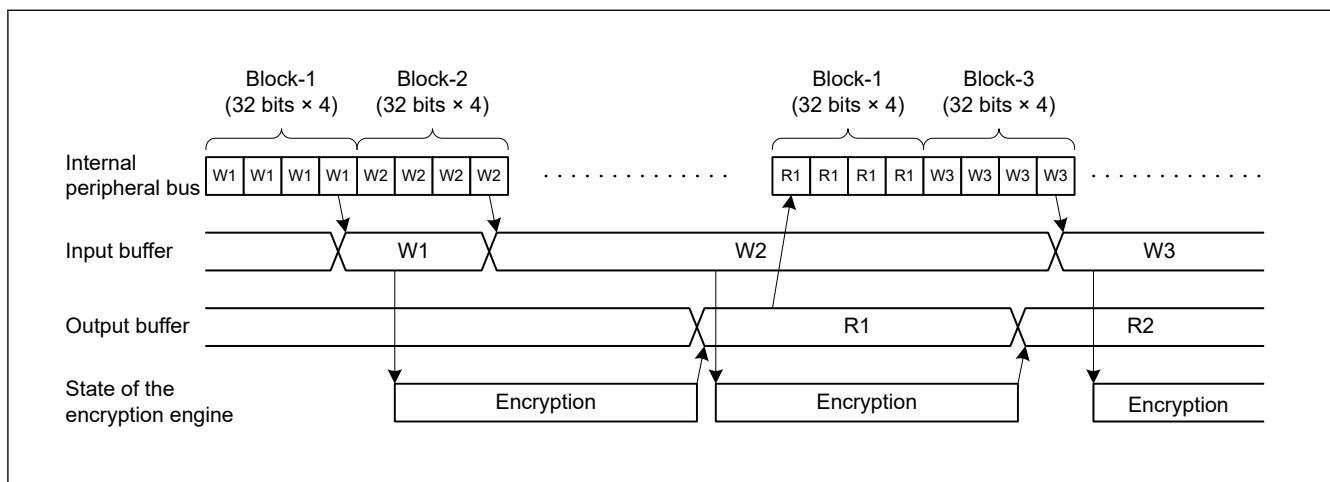 Block-1 Block-2 Block-1 Block-3
(32 bits × 4) (32 bits × 4) (32 bits × 4) (32 bits × 4)
Internal
peripheral bus W1 W1 W1 W1 W2 W2 W2 W2 R1 R1 R1 R1 W3 W3 W3 W3
Input buffer W1 W2 W3
Output buffer R1 R2
State of the
encryption engine Encryption Encryption Encryption